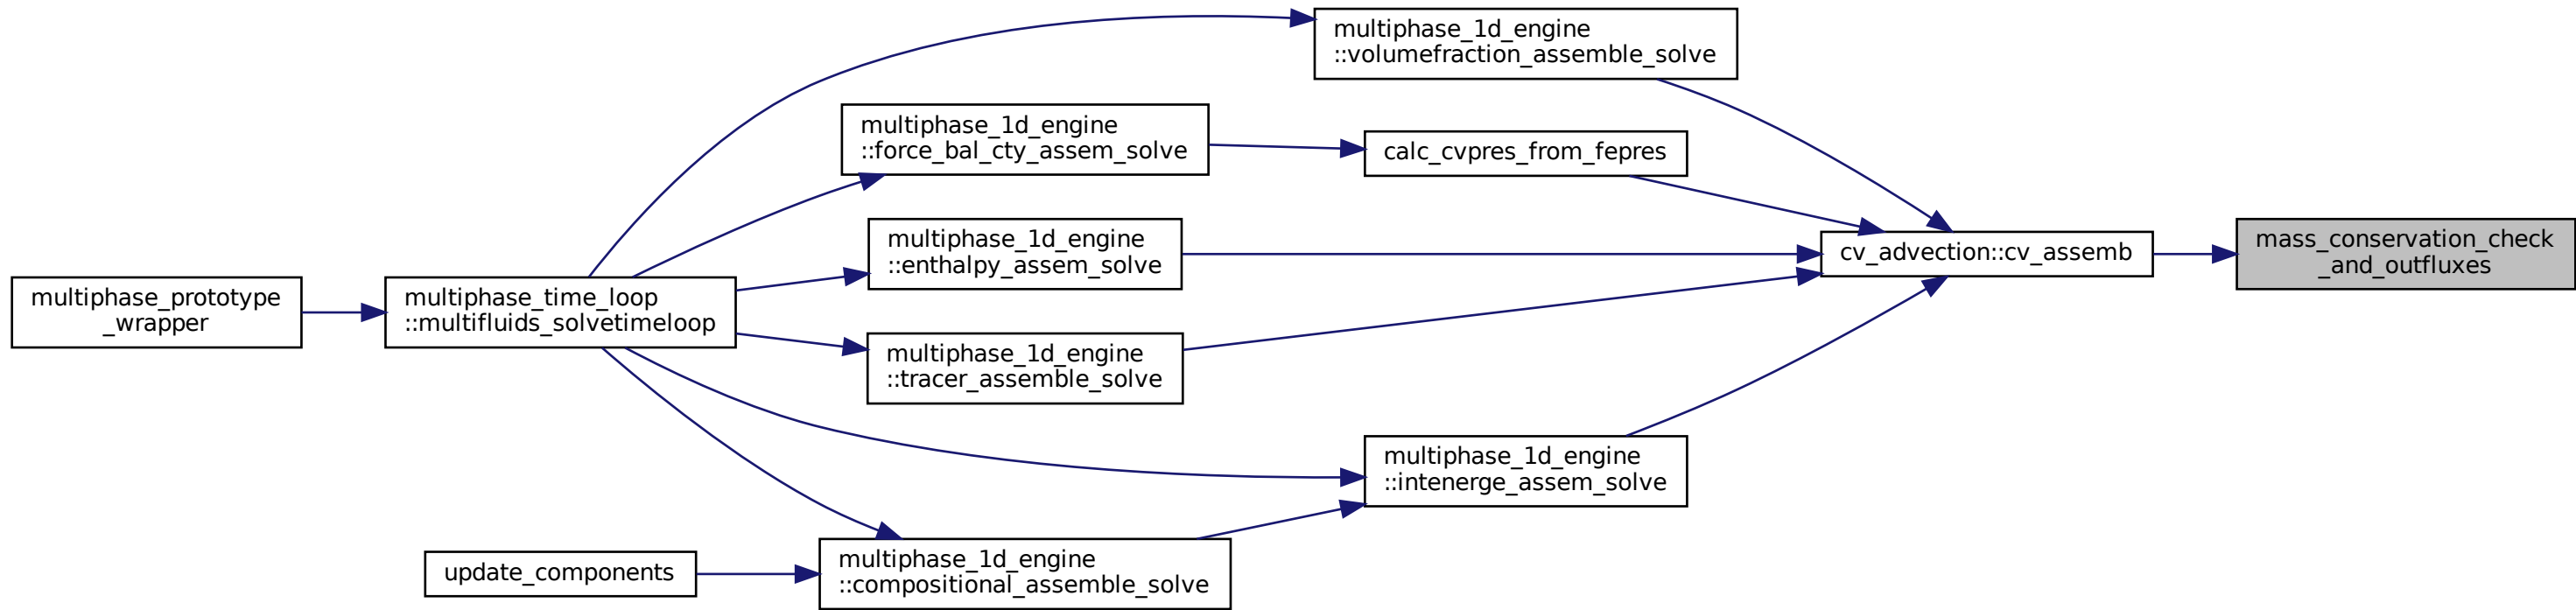 multiphase_1d_engine
::volumefraction_assemble_solve
multiphase_1d_engine
::force_bal_cty_assem_solve
calc_cvpres_from_fepres
multiphase_1d_engine
::enthalpy_assem_solve
cv_advection::cv_assemb
mass_conservation_check
_and_outfluxes
multiphase_prototype
_wrapper
multiphase_time_loop
::multifluids_solvetimeloop
multiphase_1d_engine
::tracer_assemble_solve
multiphase_1d_engine
::intenerge_assem_solve
update_components
multiphase_1d_engine
::compositional_assemble_solve